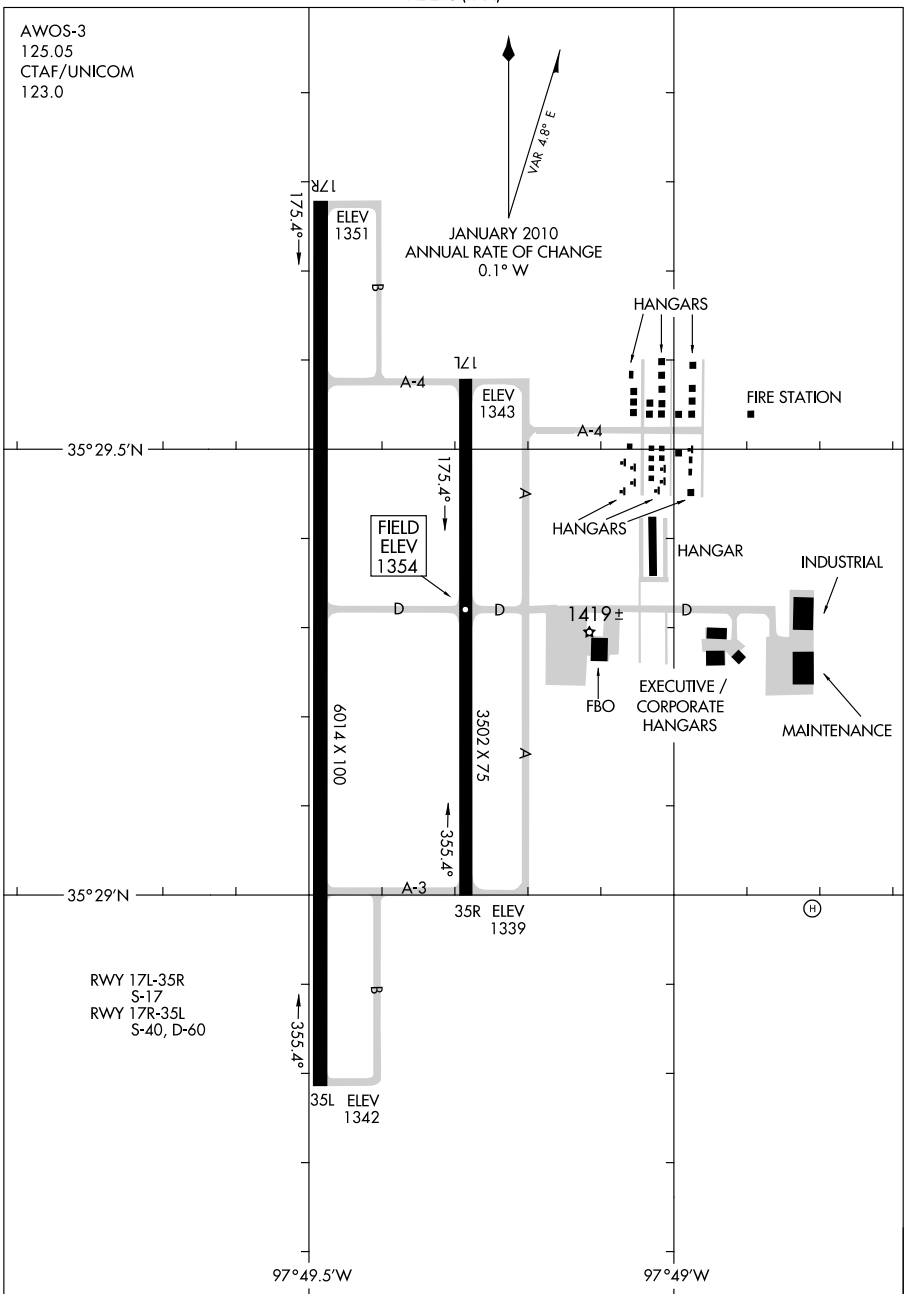 AWOS-3
125.05
CTAF/UNICOM
123.0
VAR 4.8° E
JANUARY 2010
ANNUAL RATE OF CHANGE
0.1° W
17R
175.4°
ELEV
1351
B
HANGARS
17L
A-4
ELEV
1343
FIRE STATION
A-4
35°29.5'N
175.4°
A
HANGARS
FIELD
ELEV
1354
HANGAR
INDUSTRIAL
D
D
1419 ±
D
FBO
EXECUTIVE /
CORPORATE
HANGARS
MAINTENANCE
6014 X 100
3502 X 75
A
355.4°
35°29'N
A-3
35R
ELEV
1339
H
RWY 17L-35R
S-17
RWY 17R-35L
S-40, D-60
B
355.4°
35L
ELEV
1342
97°49.5'W
97°49'W